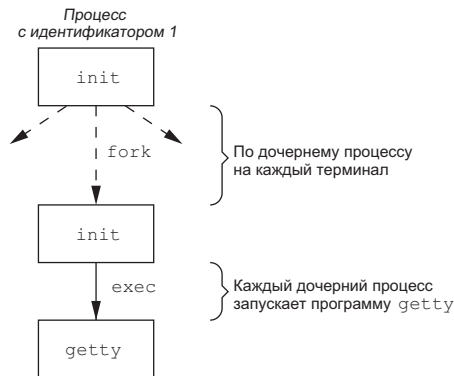 Процесс
с идентификатором 1
init
fork
По дочернему процессу
на каждый терминал
init
exec
Каждый дочерний процесс
запускает программу getty
getty